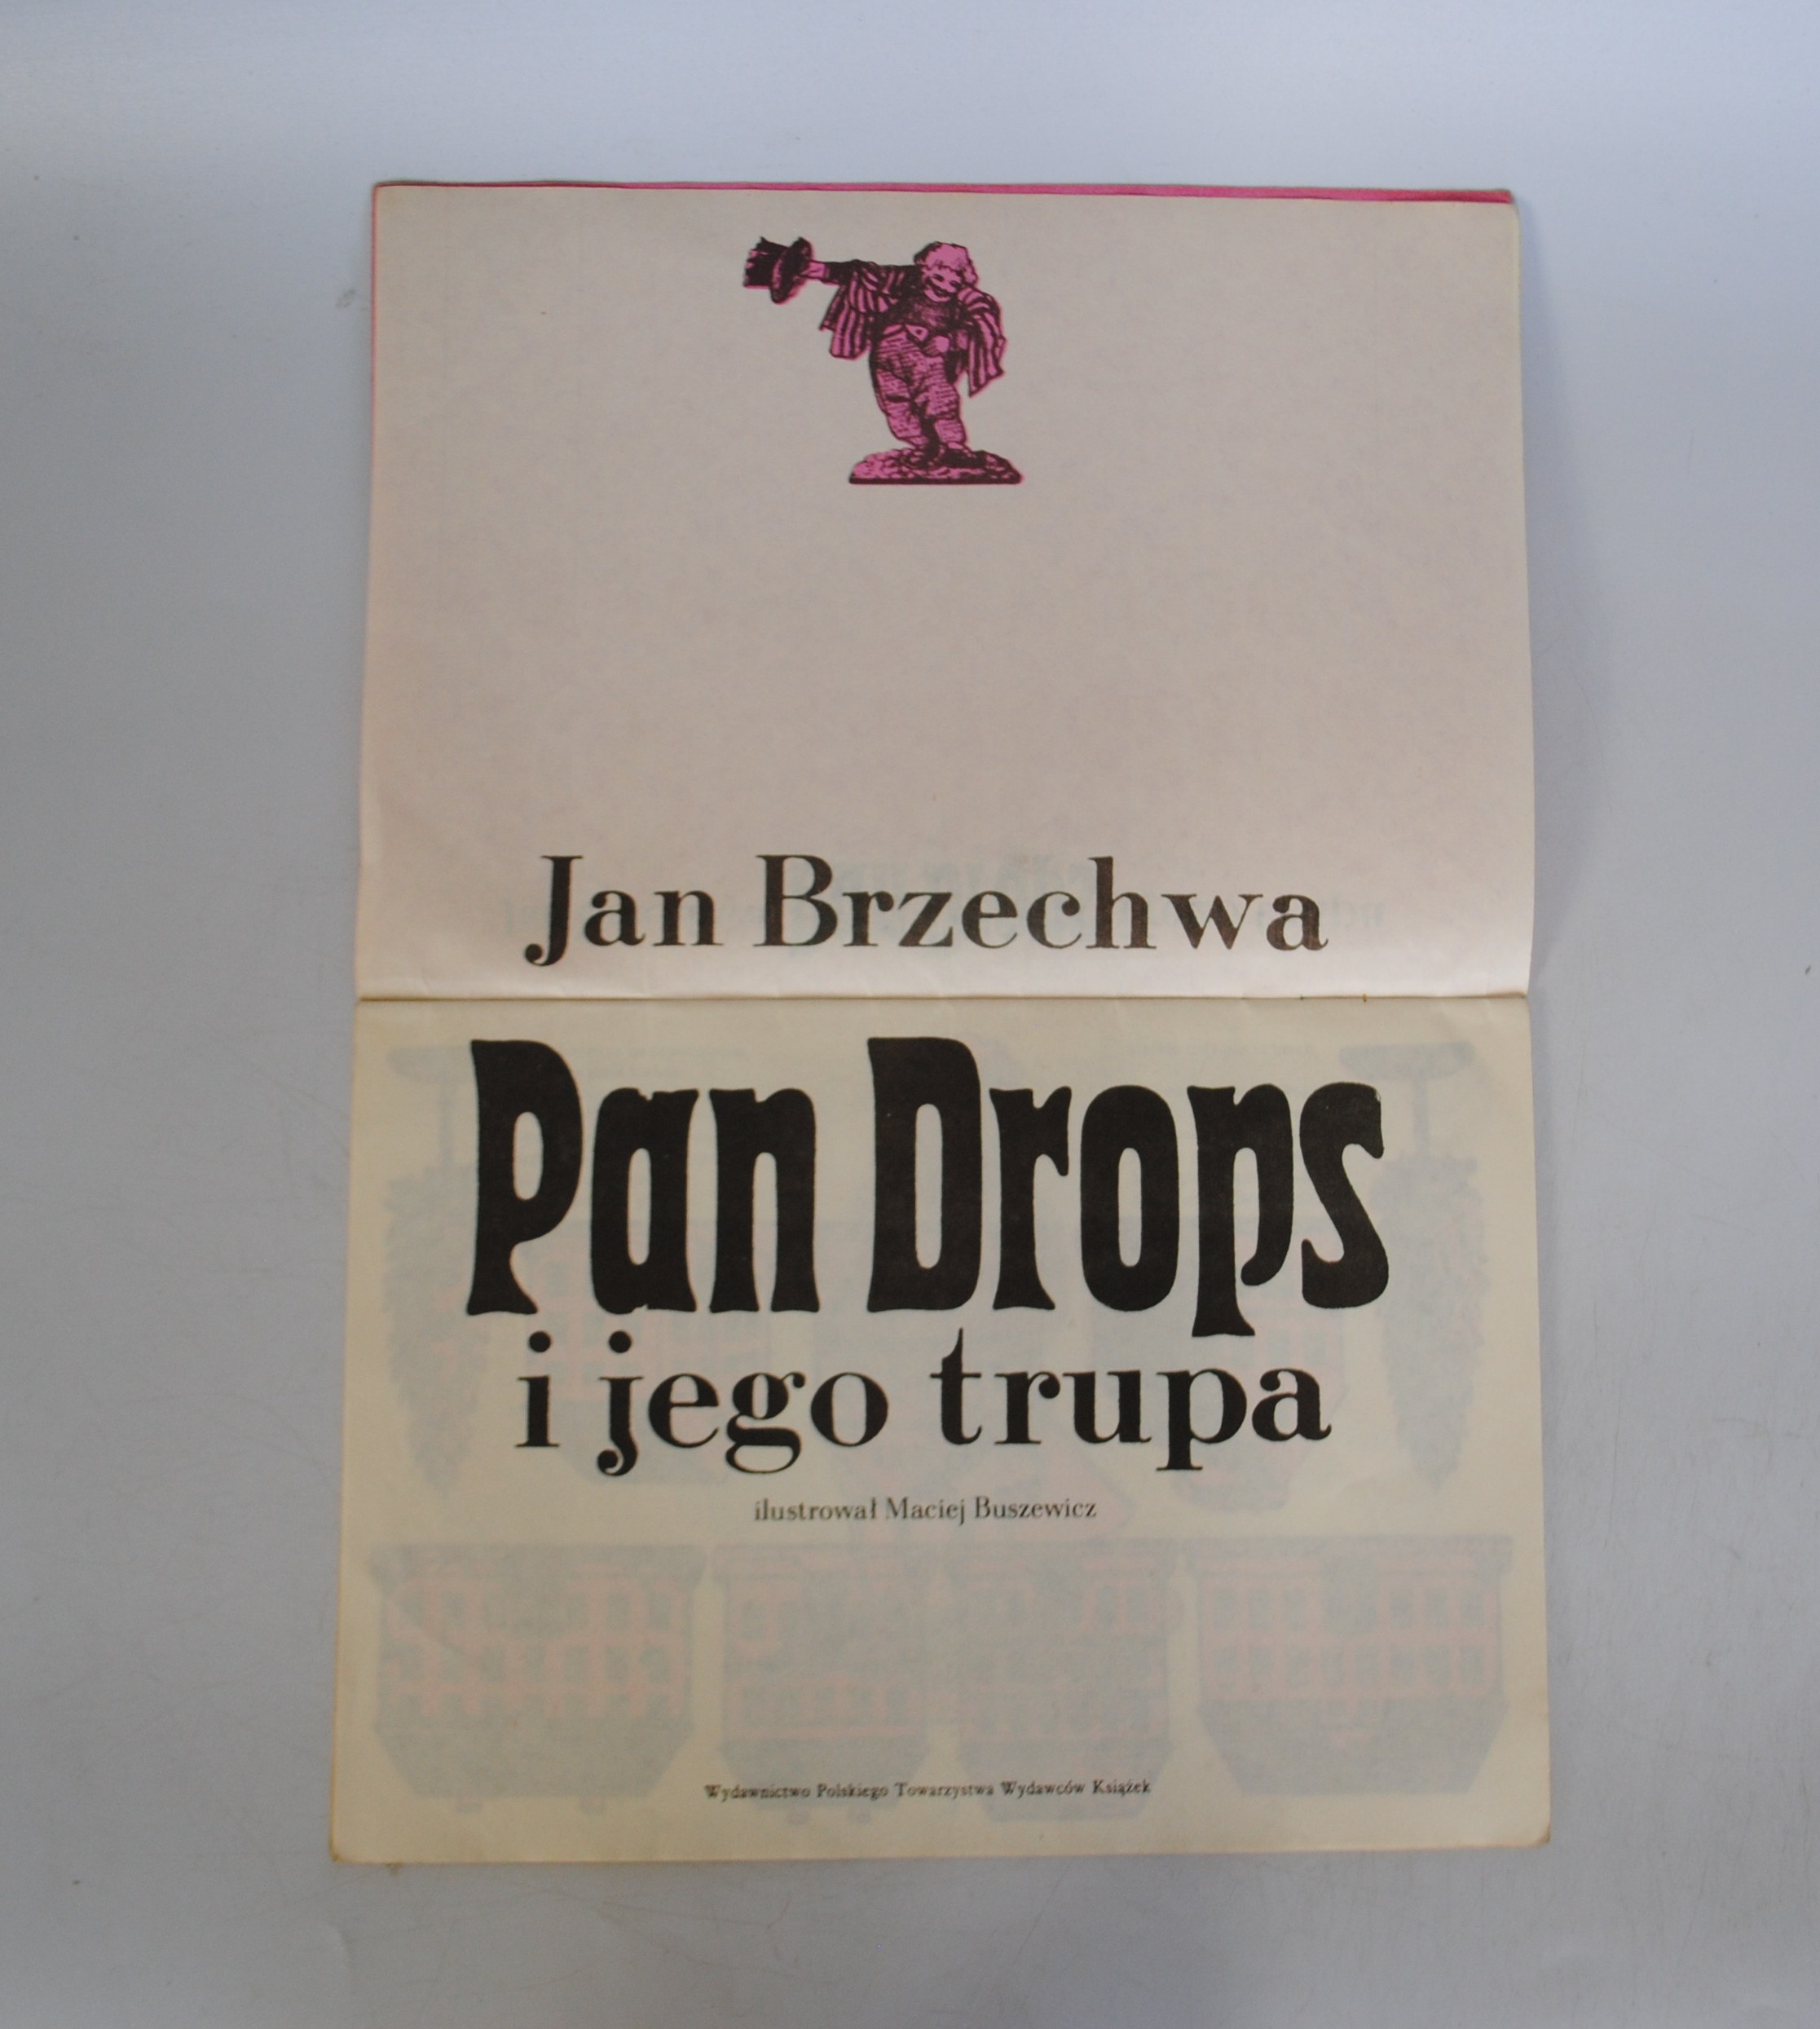 Jan Brzechwa
Pan Drops
i jego trupa
ilustrował Maciej Buszewicz
Wydawnictwo Polskiego Towarzystwa Wydawców Książek